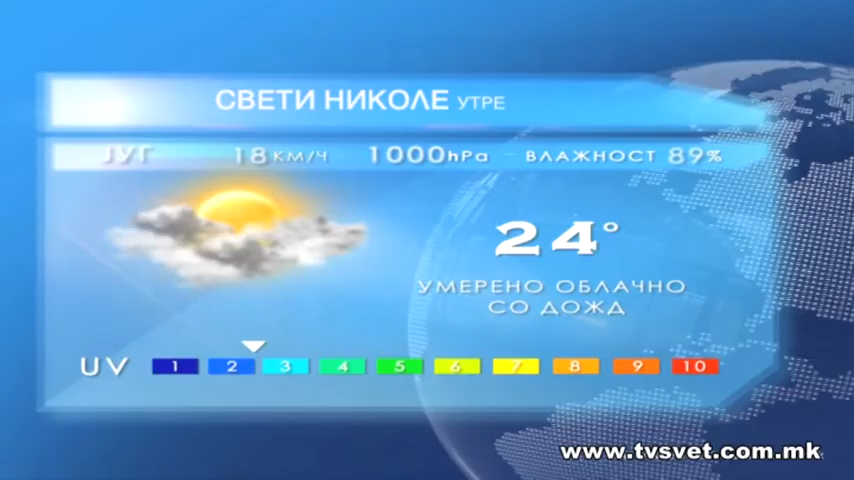 СВЕТИ НИКОЛЕ УТРЕ
ЈУГ 18 КМ/Ч 1000hPa ВЛАЖНОСТ 89%
24°
УМЕРЕНО ОБЛАЧНО
СО ДОЖД
UV 1 2 3 4 5 6 7 8 9 10
www.tvsvet.com.mk